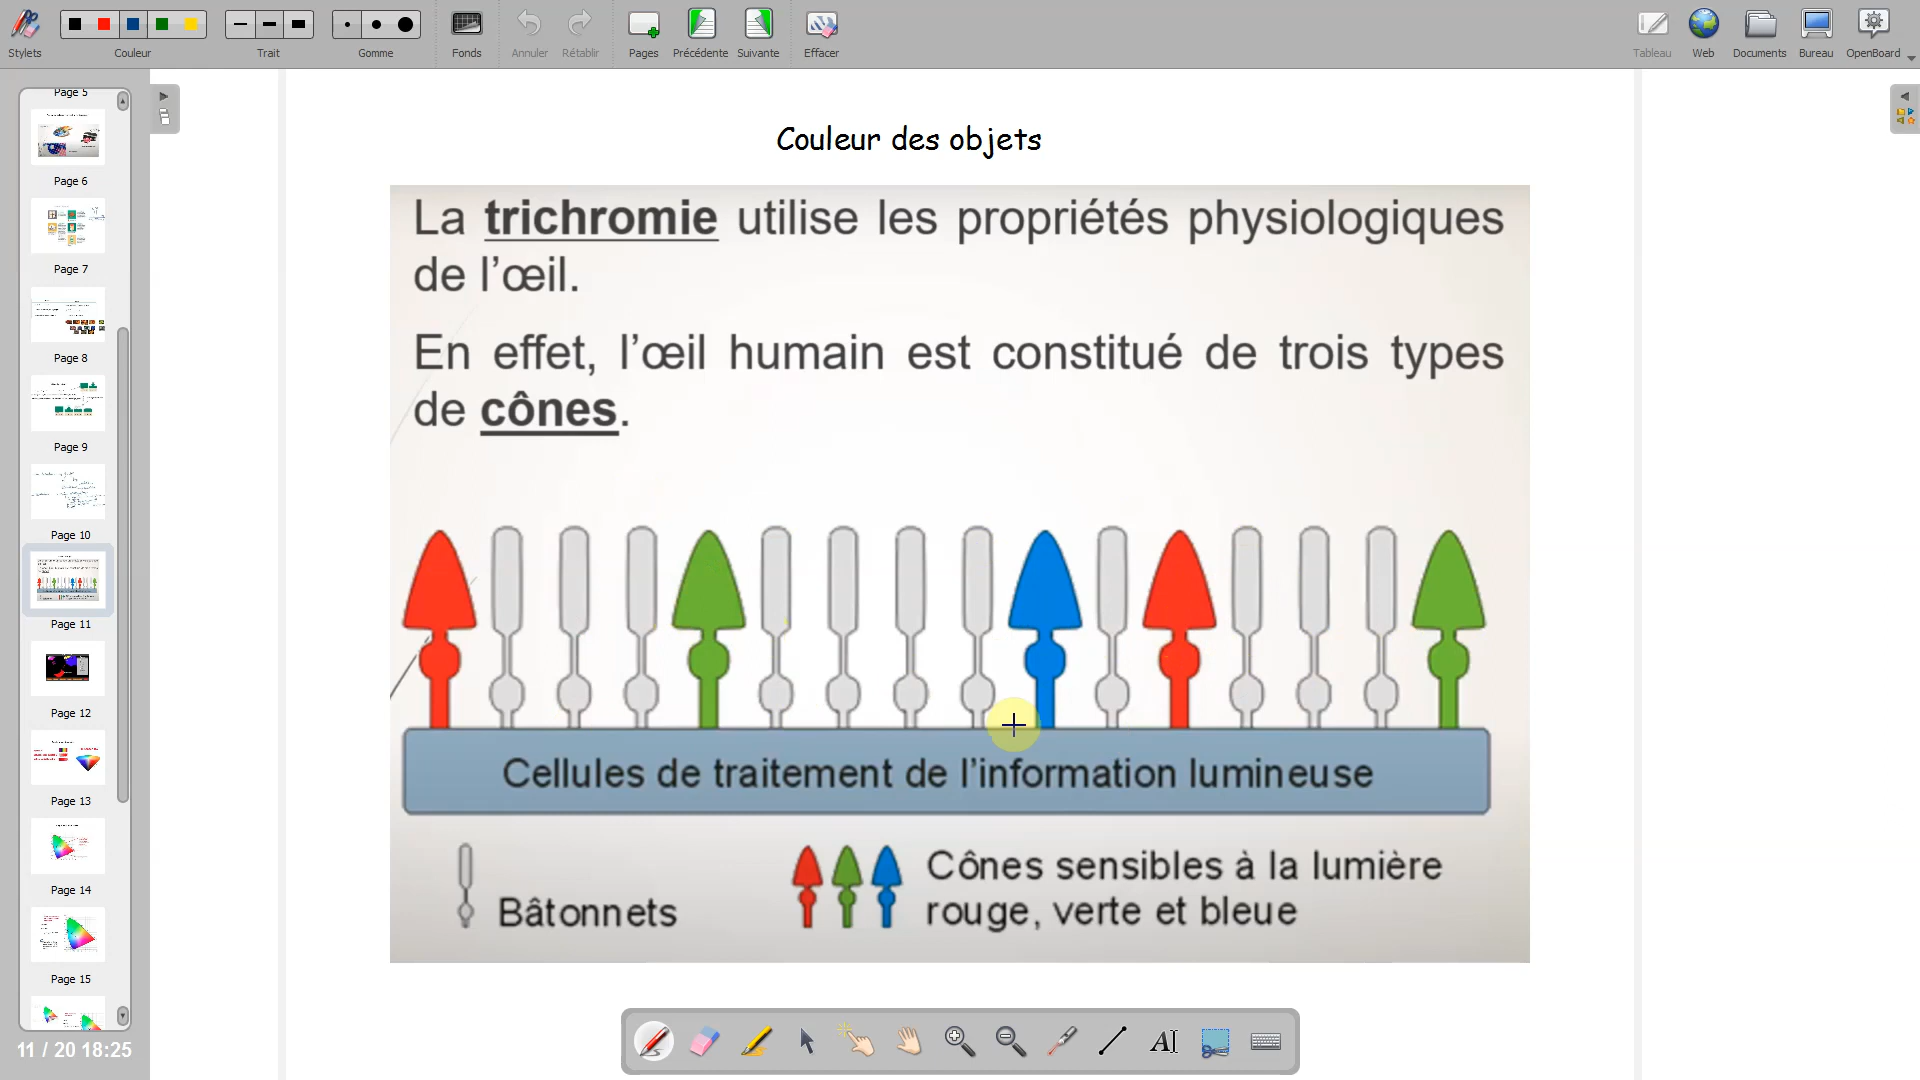 Stylets
Couleur
Trait
Gomme
Fonds
Annuler
Rétablir
Pages
Précédente
Suivante
Effacer
Tableau
Web
Documents
Bureau
OpenBoard
Page 5
Page 6
Page 7
Page 8
Page 9
Page 10
Page 11
Page 12
Page 13
Page 14
Page 15
11 / 20 18:25
Couleur des objets
La trichromie utilise les propriétés physiologiques
de l’œil.
En effet, l’œil humain est constitué de trois types
de cônes.
Cellules de traitement de l’information lumineuse
Bâtonnets
Cônes sensibles à la lumière
rouge, verte et bleue